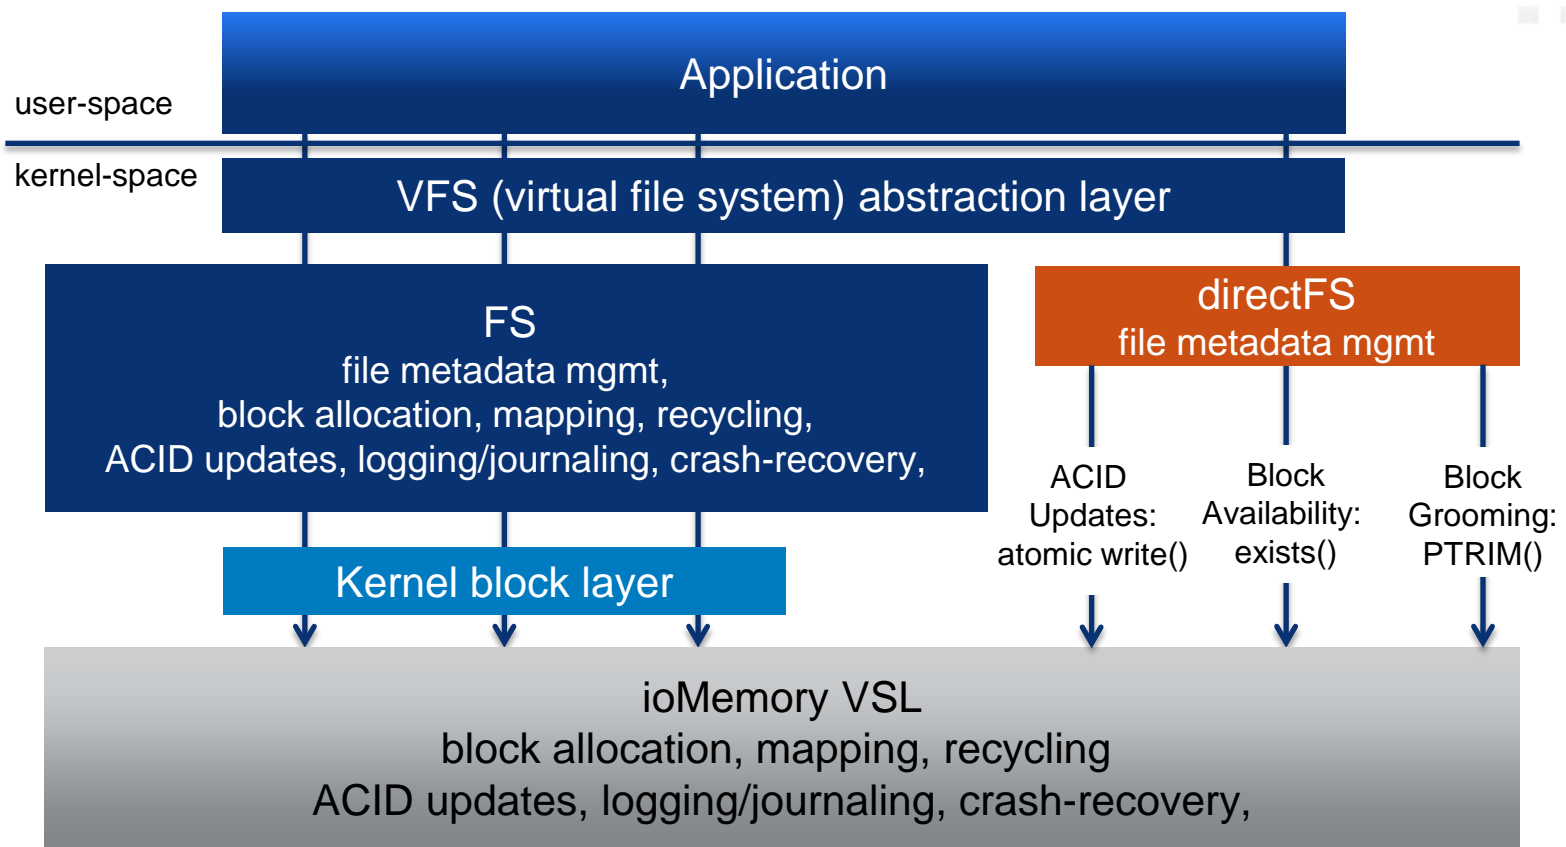 Application
user-space
kernel-space
VFS (virtual file system) abstraction layer
FS
file metadata mgmt,
block allocation, mapping, recycling,
ACID updates, logging/journaling, crash-recovery,
directFS
file metadata mgmt
ACID
Updates:
atomic write()
Block
Availability:
exists()
Block
Grooming:
PTRIM()
Kernel block layer
ioMemory VSL
block allocation, mapping, recycling
ACID updates, logging/journaling, crash-recovery,